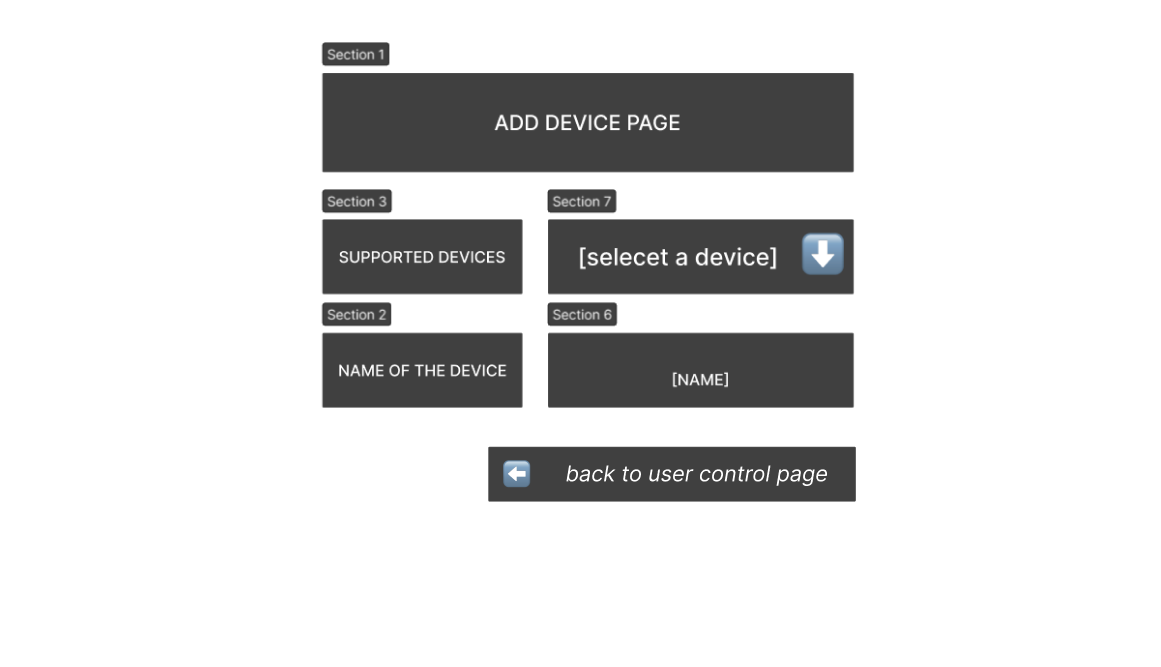 Section 1
ADD DEVICE PAGE
Section 3
Section 7
SUPPORTED DEVICES
[selecet a device]
Section 2
Section 6
NAME OF THE DEVICE
[NAME]
back to user control page